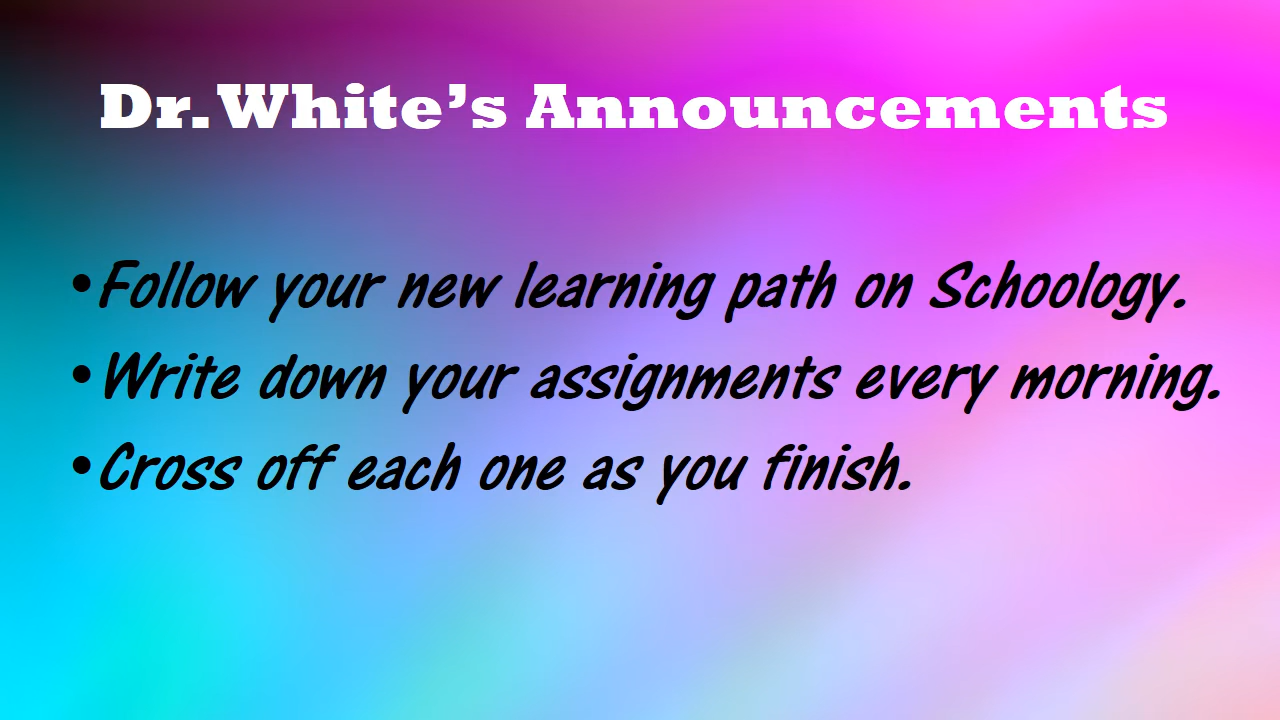 Dr. White’s Announcements
•Follow your new learning path on Schoology.
•Write down your assignments every morning.
•Cross off each one as you finish.